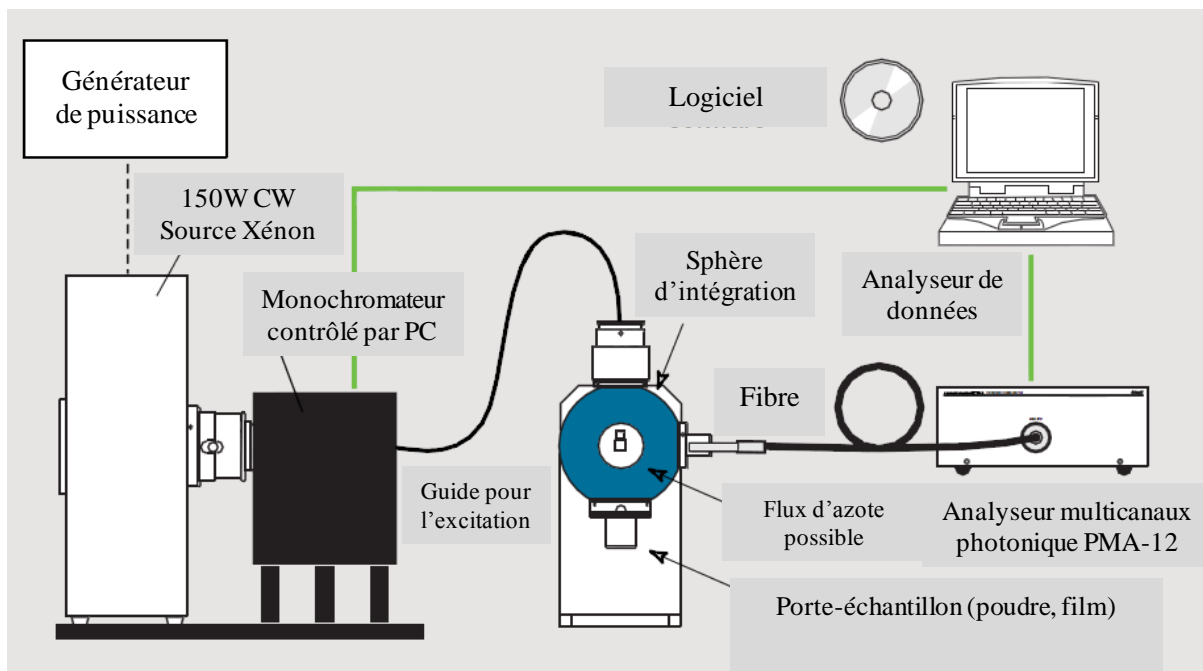 Générateur
de puissance
150W CW
Source Xénon
Monochromateur
contrôlé par PC
Guide pour
l'excitation
Sphère
d'intégration
Logiciel
Fibre
Analyseur de
données
Flux d'azote
possible
Analyseur multicanaux
photonique PMA-12
Porte-échantillon (poudre, film)